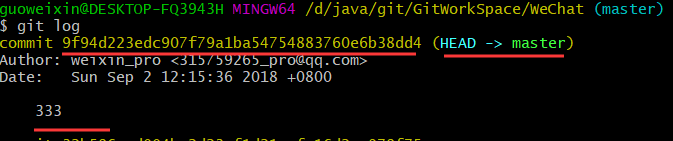 guoweixin@DESKTOP-FQ3943H MINGW64 /d/java/git/GitWorkSpace/WeChat (master)
$ git log
commit 9f94d223edc907f79a1ba54754883760e6b38dd4 (HEAD -> master)
Author: weixin_pro <315759265_pro@qq.com>
Date:   Sun Sep 2 12:15:36 2018 +0800
333